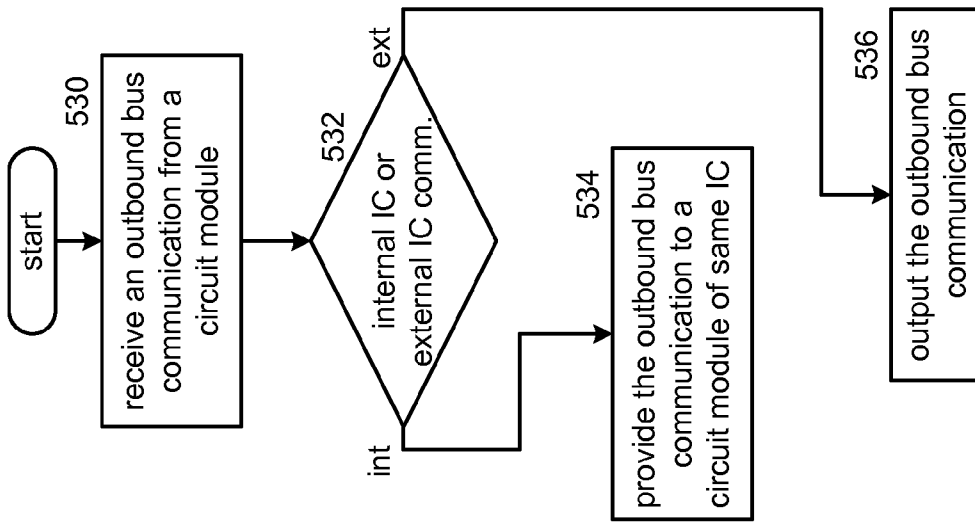 start
530
receive an outbound bus
communication from a
circuit module
532
internal IC or
external IC comm.
int
ext
534
provide the outbound bus
communication to a
circuit module of same IC
536
output the outbound bus
communication